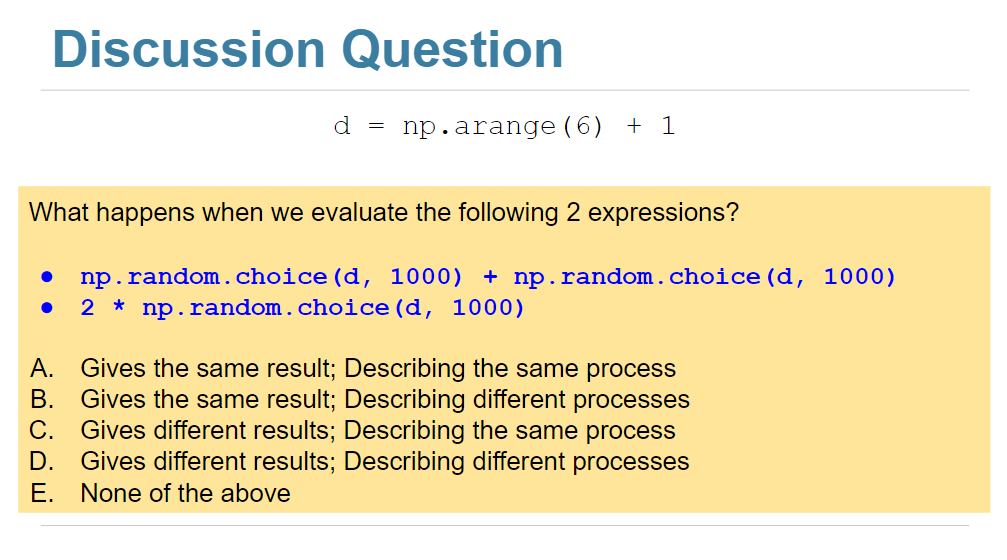 Discussion Question
d = np.arange(6) + 1
What happens when we evaluate the following 2 expressions?
● np.random.choice(d, 1000) + np.random.choice(d, 1000)
● 2 * np.random.choice(d, 1000)
A. Gives the same result; Describing the same process
B. Gives the same result; Describing different processes
C. Gives different results; Describing the same process
D. Gives different results; Describing different processes
E. None of the above